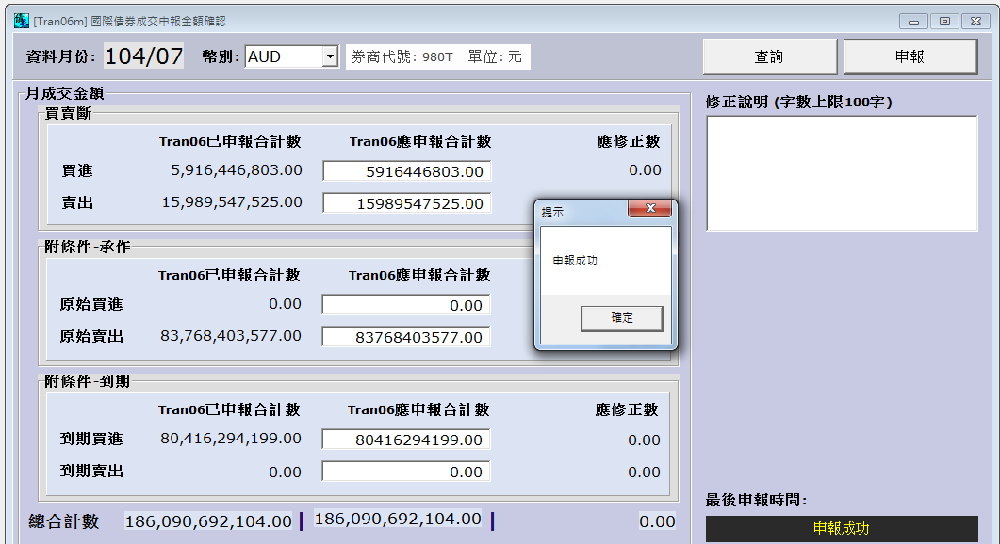 [Tran06m] 國際債券成交申報金額確認
資料月份: 104/07 幣別: AUD 券商代號: 980T 單位: 元 查詢 申報
月成交金額
買賣斷
Tran06已申報合計數 Tran06應申報合計數 應修正數
買進 5,916,446,803.00 5916446803.00 0.00
賣出 15,989,547,525.00 15989547525.00
附條件-承作
Tran06已申報合計數 Tran06應申報合計數
原始買進 0.00 0.00
原始賣出 83,768,403,577.00 83768403577.00
附條件-到期
Tran06已申報合計數 Tran06應申報合計數 應修正數
到期買進 80,416,294,199.00 80416294199.00 0.00
到期賣出 0.00 0.00 0.00
總合計數 186,090,692,104.00 186,090,692,104.00 0.00
提示
申報成功
確定
修正說明 (字數上限100字)
最後申報時間:
申報成功